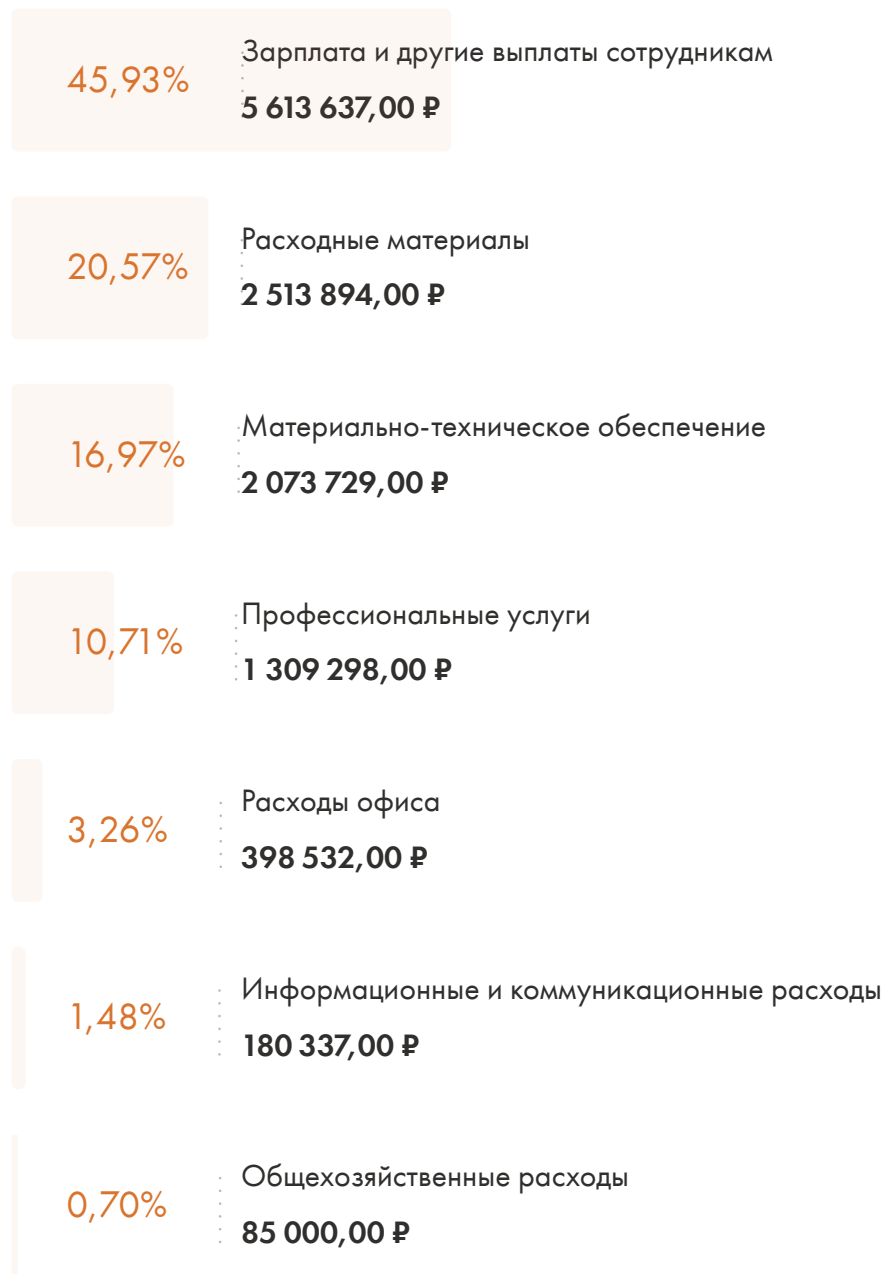 45,93%
Зарплата и другие выплаты сотрудникам
5 613 637,00 ₽
20,57%
Расходные материалы
2 513 894,00 ₽
16,97%
Материально-техническое обеспечение
2 073 729,00 ₽
10,71%
Профессиональные услуги
1 309 298,00 ₽
3,26%
Расходы офиса
398 532,00 ₽
1,48%
Информационные и коммуникационные расходы
180 337,00 ₽
0,70%
Общехозяйственные расходы
85 000,00 ₽